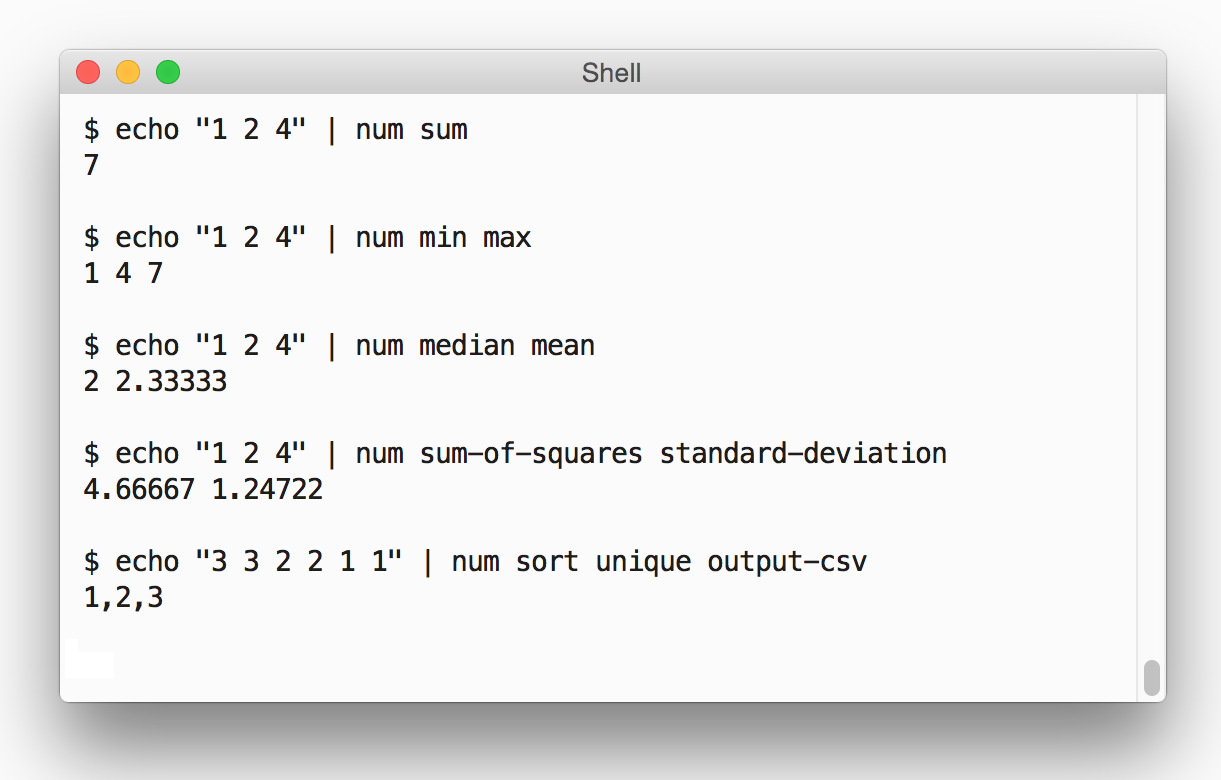 Shell
$ echo "1 2 4" | num sum
7
$ echo "1 2 4" | num min max
1 4 7
$ echo "1 2 4" | num median mean
2 2.33333
$ echo "1 2 4" | num sum-of-squares standard-deviation
4.66667 1.24722
$ echo "3 3 2 2 1 1" | num sort unique output-csv
1,2,3